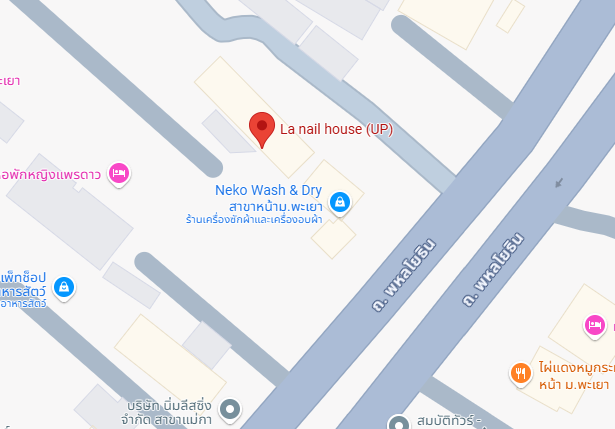 พะเยา
La nail house (UP)
หอพักหญิงแพรดาว
Neko Wash & Dry
สาขาหน้าม.พะเยา
ร้านเครื่องซักผ้าและเครื่องอบผ้า
ถ. พหลโยธิน
ถ. พหลโยธิน
เพ็ทช็อป
อาหารสัตว์
อาหารสัตว์
ไผ่แดงหมูกระ
หน้า ม.พะเยา
บริษัท นิ่มลีสซิ่ง
จำกัด สาขาแม่กา
สมบัติทัวร์ -